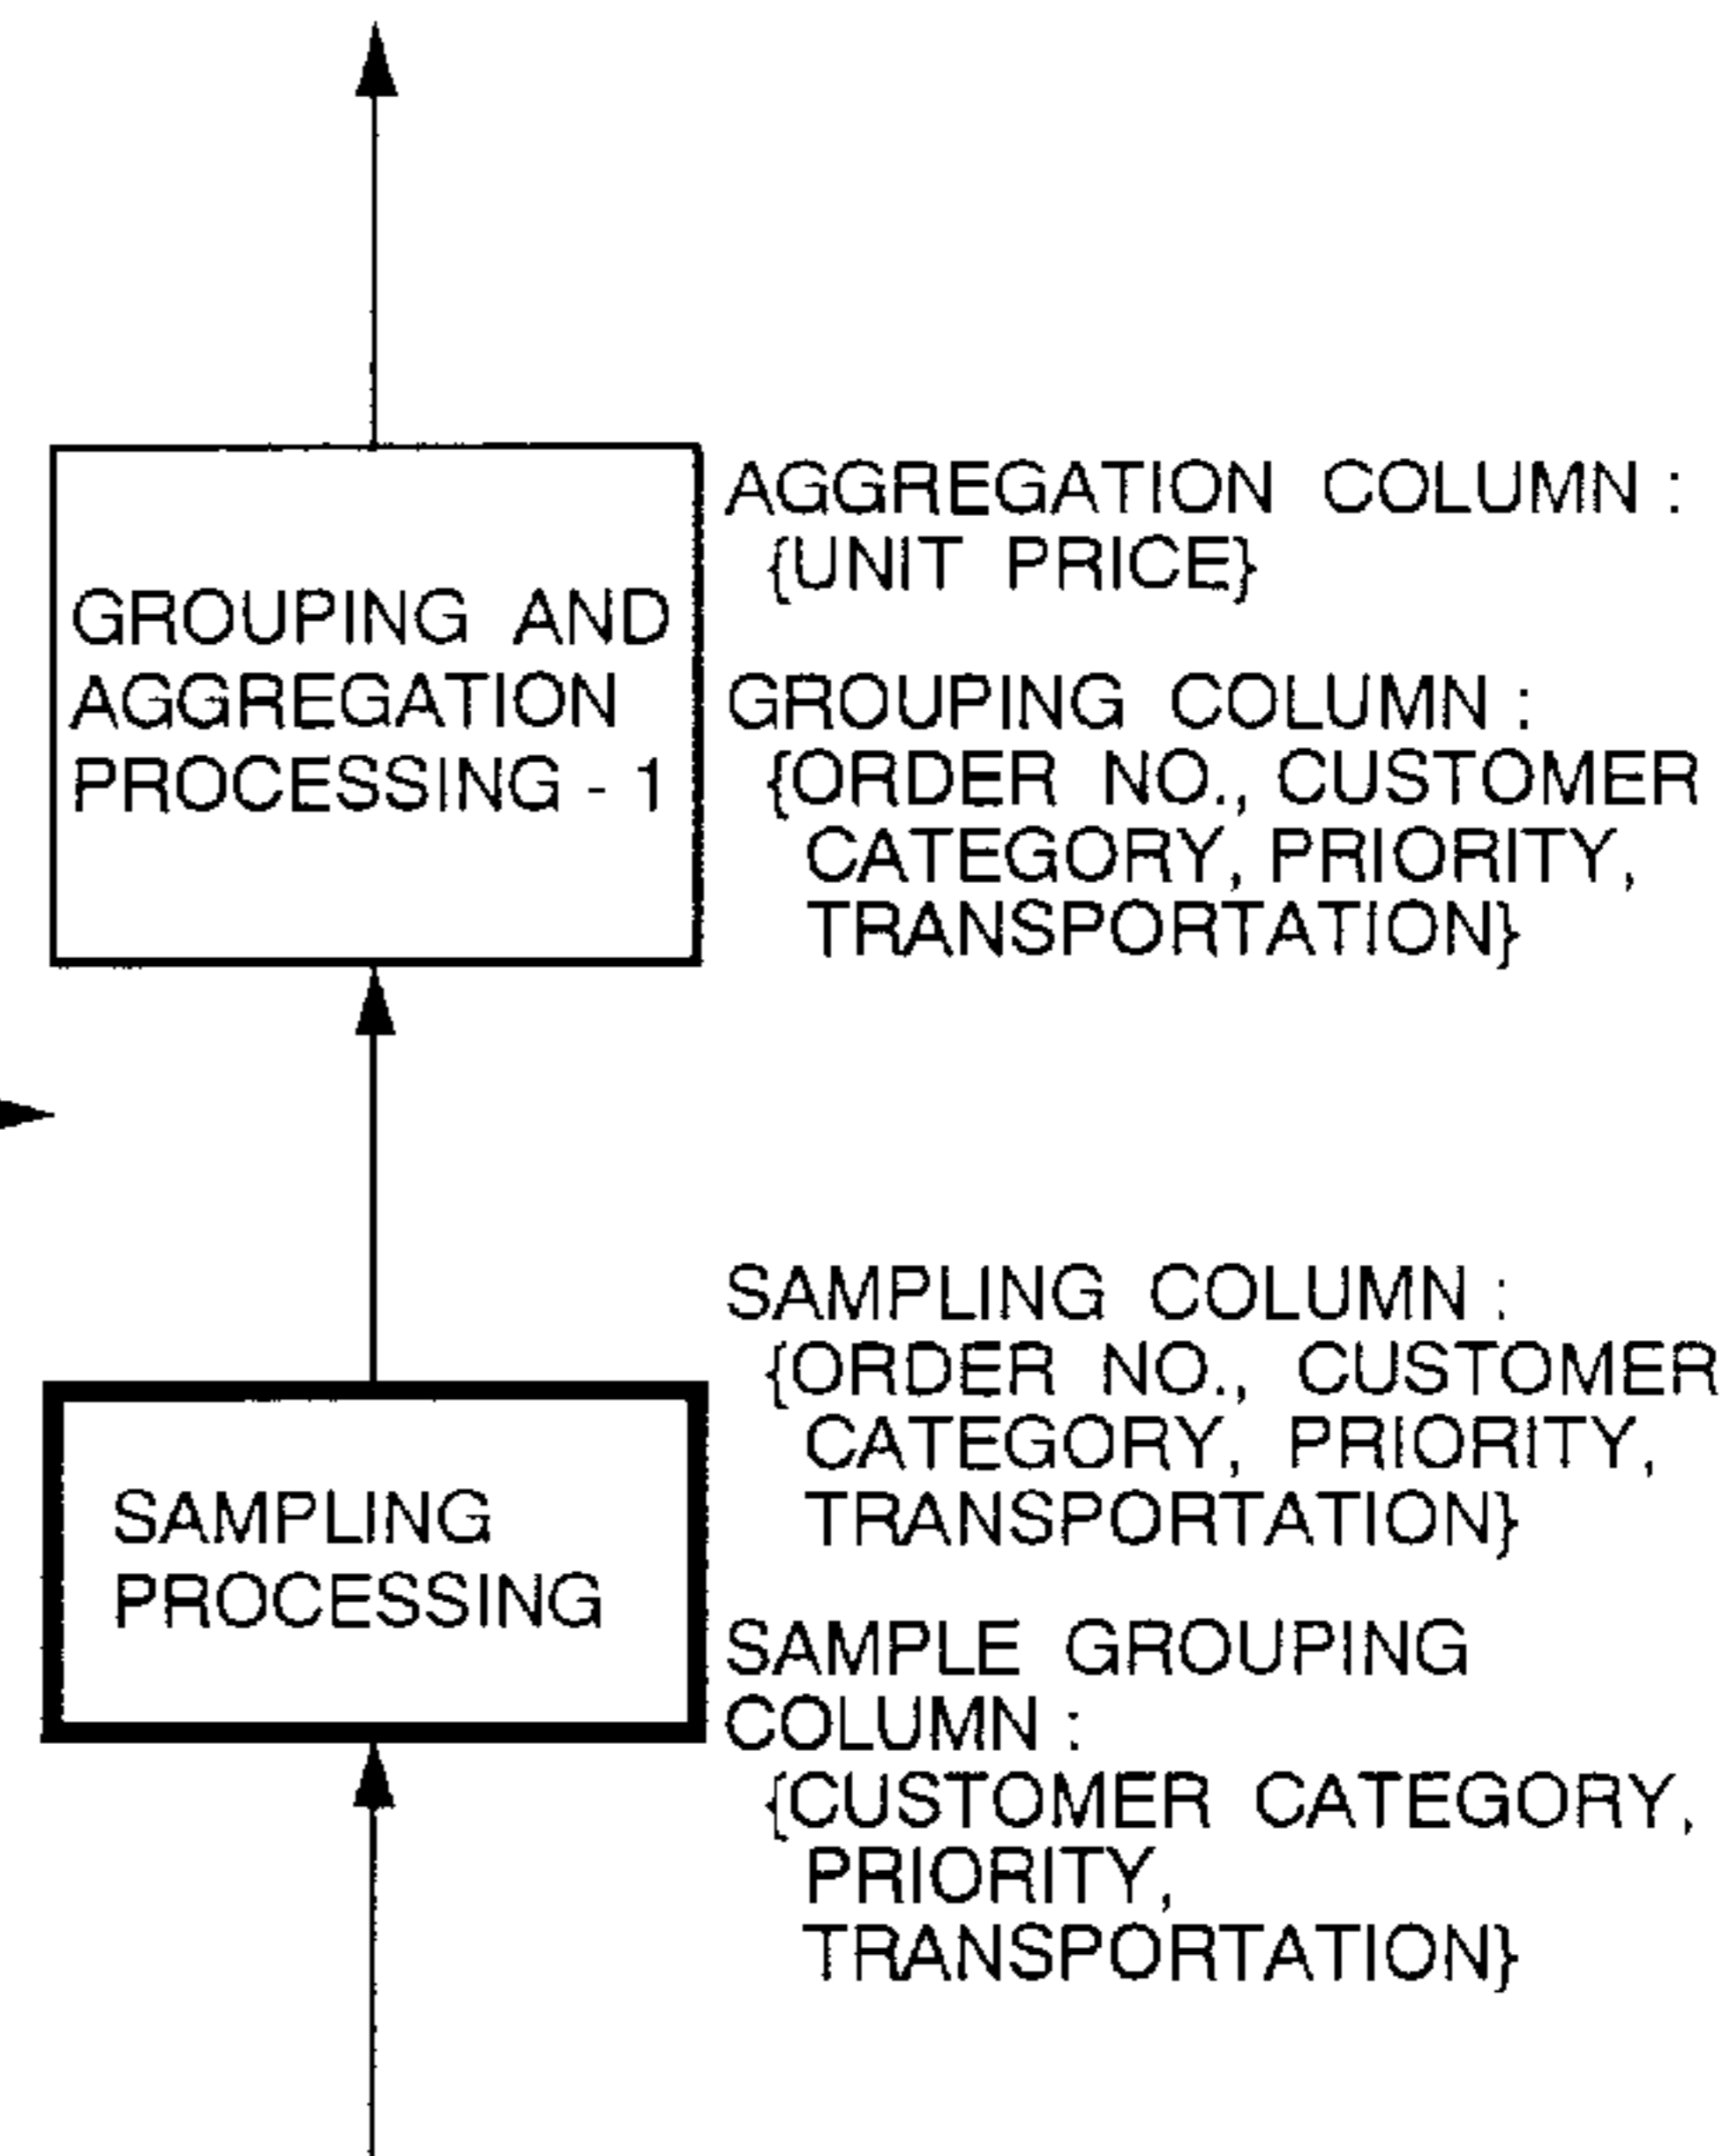 GROUPING AND
AGGREGATION
PROCESSING - 1
AGGREGATION COLUMN :
{UNIT PRICE}
GROUPING COLUMN :
{ORDER NO., CUSTOMER
CATEGORY, PRIORITY,
TRANSPORTATION}
SAMPLING
PROCESSING
SAMPLING COLUMN :
{ORDER NO., CUSTOMER
CATEGORY, PRIORITY,
TRANSPORTATION}
SAMPLE GROUPING
COLUMN :
{CUSTOMER CATEGORY,
PRIORITY,
TRANSPORTATION}